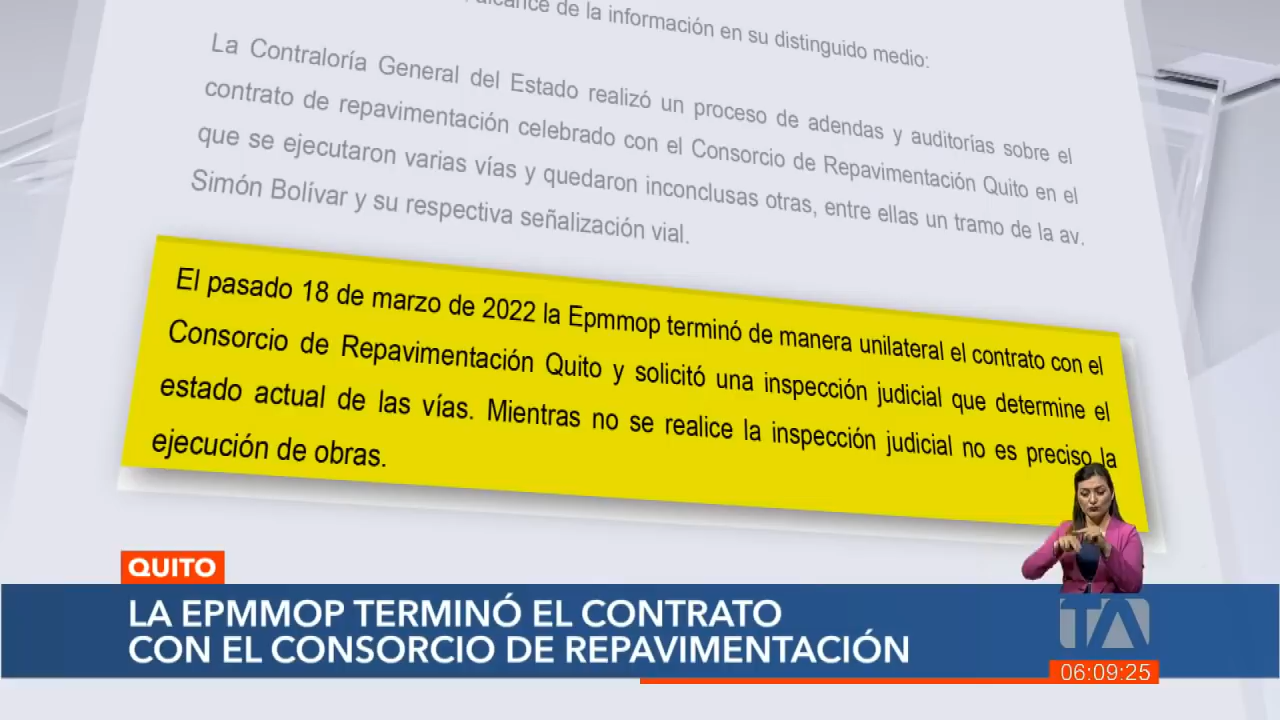 alcance de la información en su distinguido medio:
La Contraloría General del Estado realizó un proceso de adendas y auditorías sobre el
contrato de repavimentación celebrado con el Consorcio de Repavimentación Quito en el
que se ejecutaron varias vías y quedaron inconclusas otras, entre ellas un tramo de la av.
Simón Bolívar y su respectiva señalización vial.
El pasado 18 de marzo de 2022 la Epmmop terminó de manera unilateral el contrato con el
Consorcio de Repavimentación Quito y solicitó una inspección judicial que determine el
estado actual de las vías. Mientras no se realice la inspección judicial no es preciso la
ejecución de obras.
QUITO
LA EPMMOP TERMINÓ EL CONTRATO
CON EL CONSORCIO DE REPAVIMENTACIÓN
TA
06:09:25